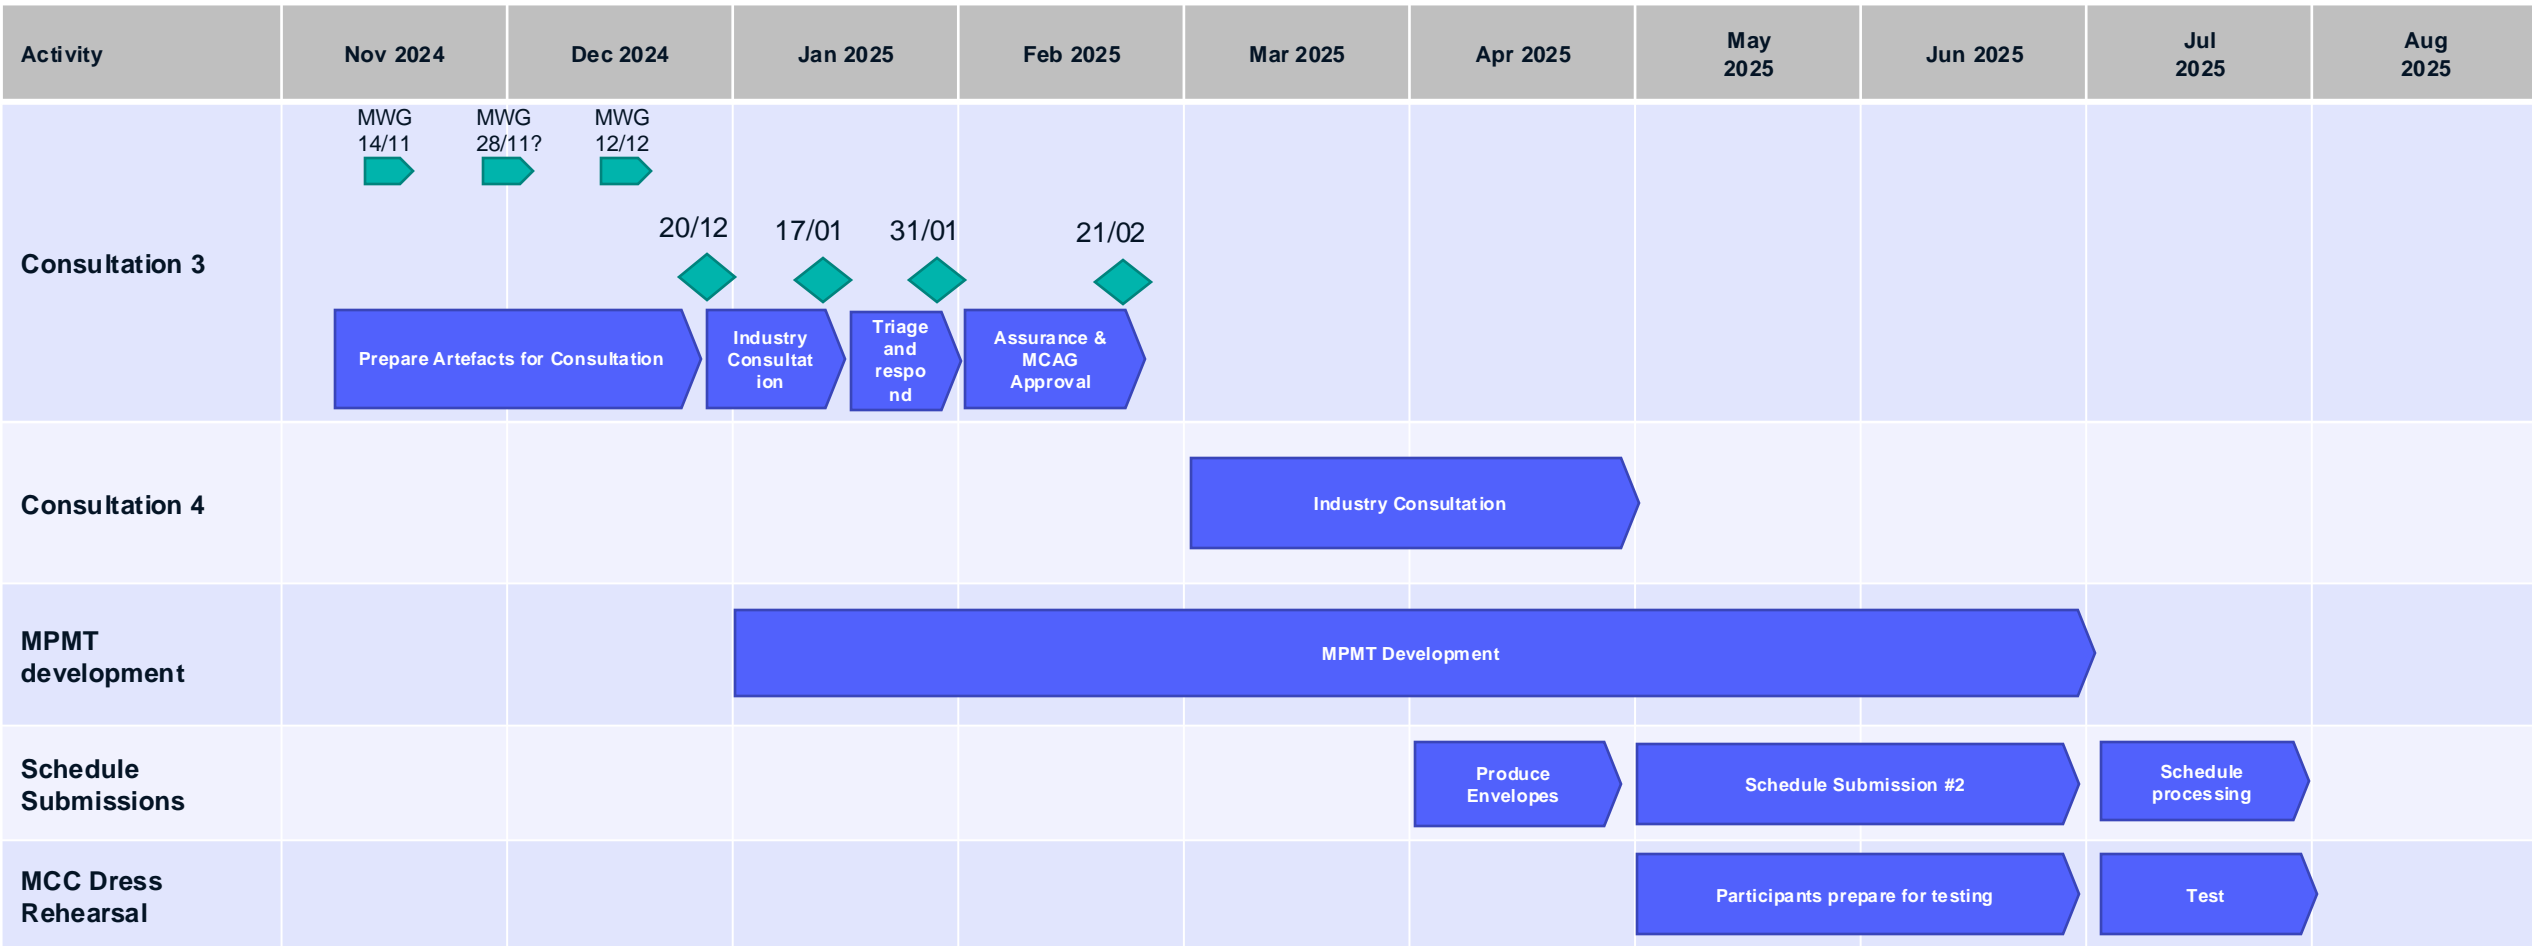 Activity
Nov 2024
Dec 2024
Jan 2025
Feb 2025
Mar 2025
Apr 2025
May
2025
Jun 2025
Jul
2025
Aug
2025
Consultation 3
MWG
14/11
MWG
28/11?
MWG
12/12
20/12
17/01
31/01
21/02
Prepare Artefacts for Consultation
Industry
Consultat
ion
Triage
and
respo
nd
Assurance &
MCAG
Approval
Consultation 4
Industry Consultation
MPMT
development
MPMT Development
Schedule
Submissions
Produce
Envelopes
Schedule Submission #2
Schedule
processing
MCC Dress
Rehearsal
Participants prepare for testing
Test